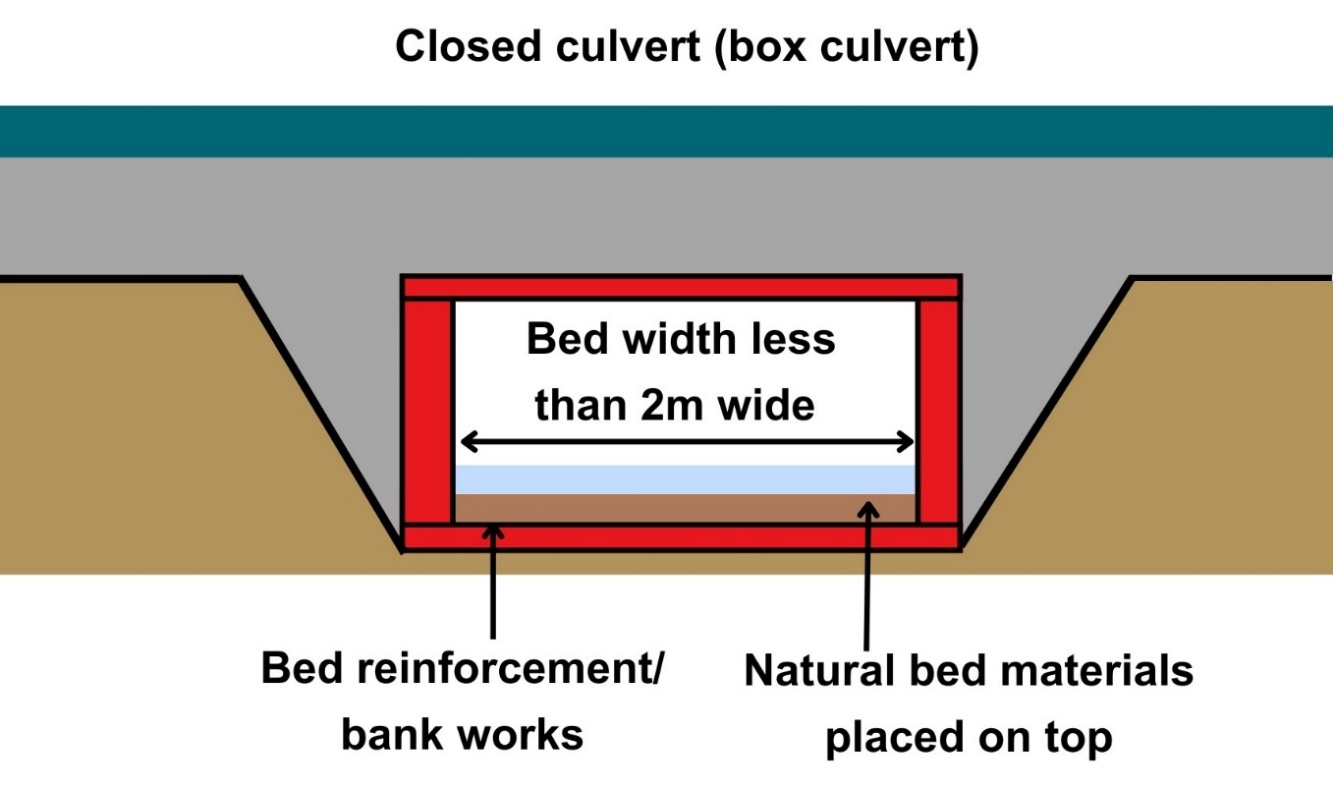 Closed culvert (box culvert)
Bed width less
than 2m wide
Bed reinforcement/
bank works
Natural bed materials
placed on top